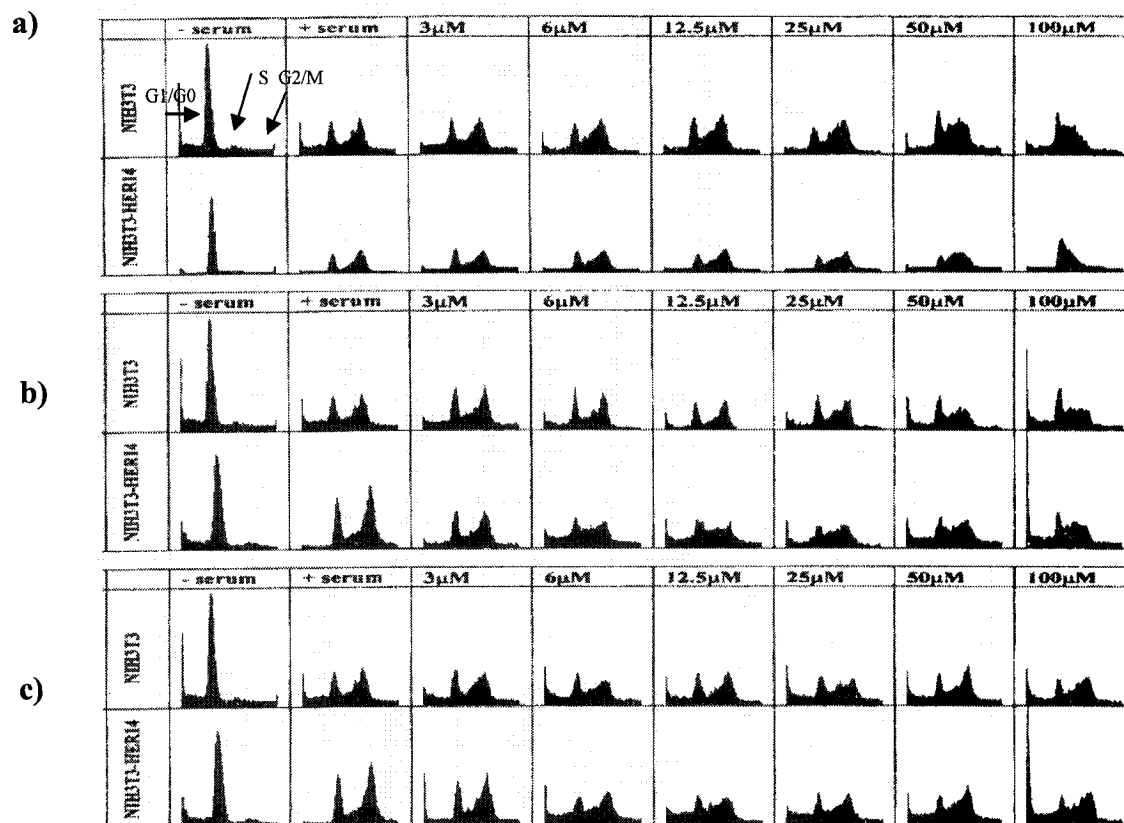 a)
- serum + serum 3µM 6µM 12.5µM 25µM 50µM 100µM
NIH3T3
G1/G0 S G2/M
NIH3T3-HER14
b)
- serum + serum 3µM 6µM 12.5µM 25µM 50µM 100µM
NIH3T3
NIH3T3-HER14
c)
- serum + serum 3µM 6µM 12.5µM 25µM 50µM 100µM
NIH3T3
NIH3T3-HER14